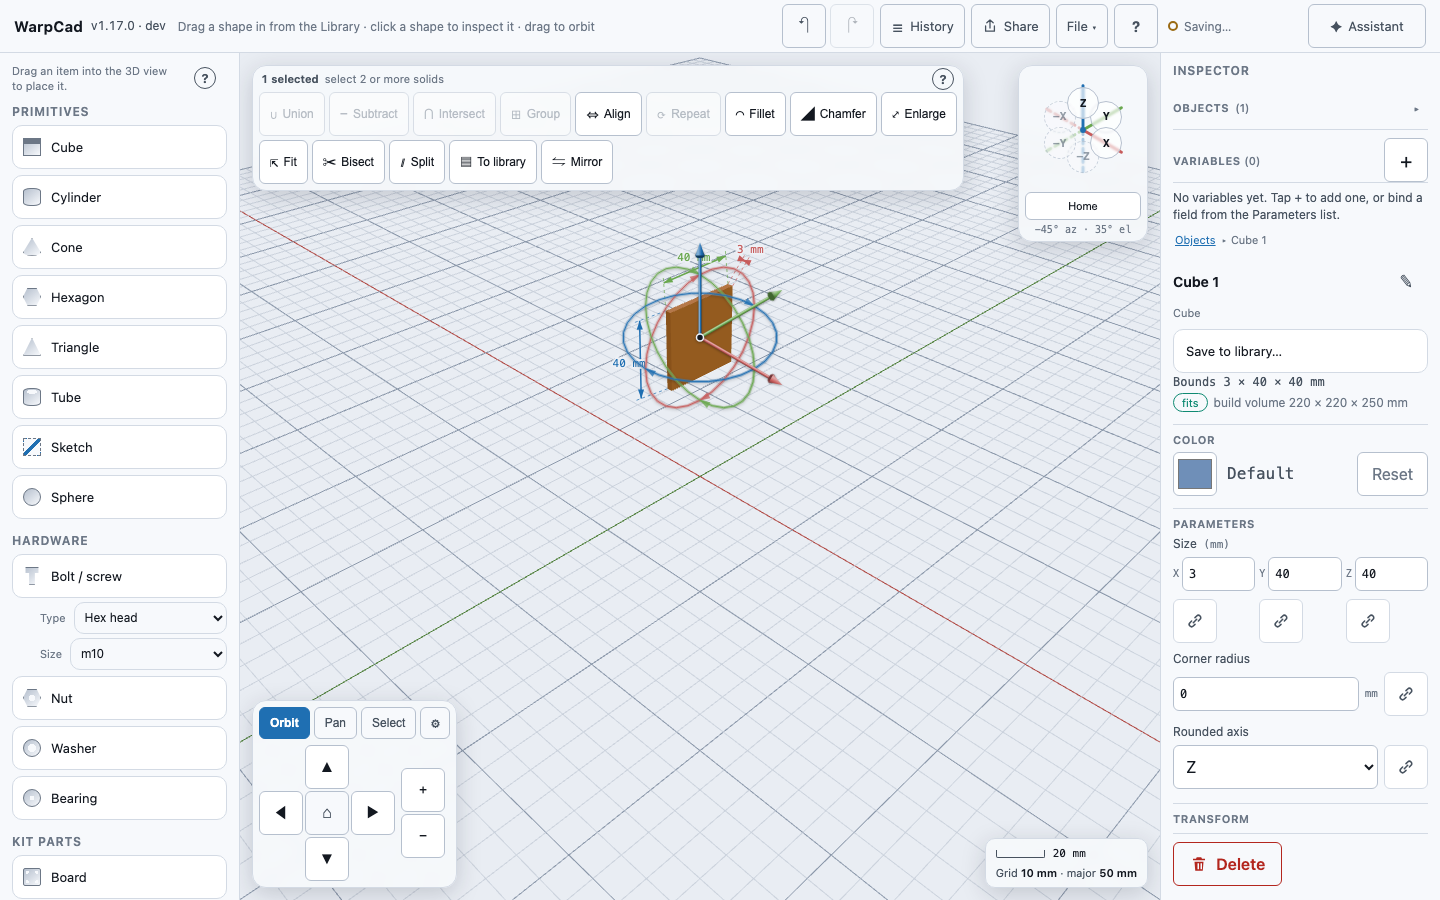 WarpCad v1.17.0 · dev Drag a shape in from the Library · click a shape to inspect it · drag to orbit
History
Share
File
?
Saving...
Assistant
Drag an item into the 3D view
to place it.
?
PRIMITIVES
Cube
Cylinder
Cone
Hexagon
Triangle
Tube
Sketch
Sphere
HARDWARE
Bolt / screw
Type Hex head
Size m10
Nut
Washer
Bearing
KIT PARTS
Board
1 selected select 2 or more solids
?
Union
Subtract
Intersect
Group
Align
Repeat
Fillet
Chamfer
Enlarge
Fit
Bisect
Split
To library
Mirror
40 mm
3 mm
40 mm
Z
Y
X
−X
−Y
−Z
Home
−45° az · 35° el
Orbit
Pan
Select
+
−
20 mm
Grid 10 mm · major 50 mm
INSPECTOR
OBJECTS (1)
VARIABLES (0)
+
No variables yet. Tap + to add one, or bind a
field from the Parameters list.
Objects ▸ Cube 1
Cube 1
Cube
Save to library...
Bounds 3 × 40 × 40 mm
fits build volume 220 × 220 × 250 mm
COLOR
Default
Reset
PARAMETERS
Size (mm)
X 3 Y 40 Z 40
Corner radius
0 mm
Rounded axis
Z
TRANSFORM
Delete